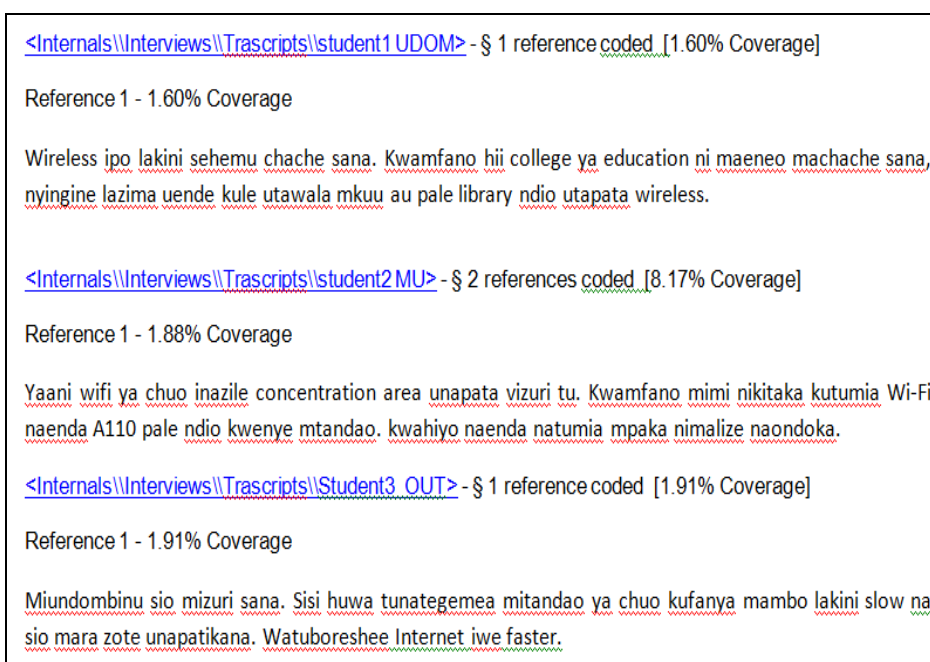 <Internals\\Interviews\\Trascripts\\student1 UDOM> - § 1 reference coded  [1.60% Coverage]
Reference 1 - 1.60% Coverage
Wireless ipo lakini sehemu chache sana. Kwamfano hii college ya education ni maeneo machache sana,
nyingine lazima uende kule utawala mkuu au pale library ndio utapata wireless.
<Internals\\Interviews\\Trascripts\\student2 MU> - § 2 references coded  [8.17% Coverage]
Reference 1 - 1.88% Coverage
Yaani wifi ya chuo inazile concentration area unapata vizuri tu. Kwamfano mimi nikitaka kutumia Wi-Fi
naenda A110 pale ndio kwenye mtandao. kwahiyo naenda natumia mpaka nimalize naondoka.
<Internals\\Interviews\\Trascripts\\Student3  OUT> - § 1 reference coded  [1.91% Coverage]
Reference 1 - 1.91% Coverage
Miundombinu sio mizuri sana. Sisi huwa tunategemea mitandao ya chuo kufanya mambo lakini slow na
sio mara zote unapatikana. Watuboreshee Internet iwe faster.